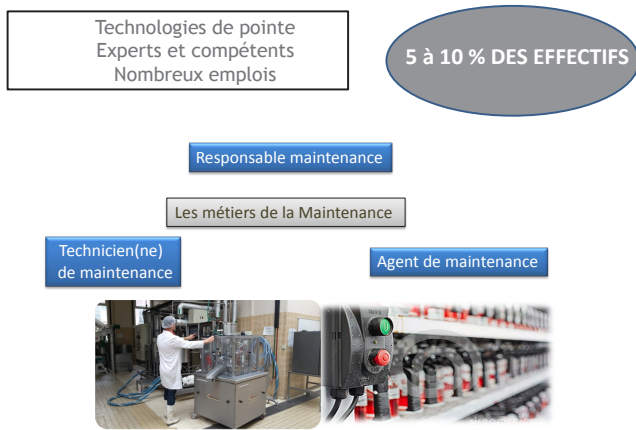 Technologies de pointe
Experts et compétents
Nombreux emplois
5 à 10 % DES EFFECTIFS
Responsable maintenance
Les métiers de la Maintenance
Technicien(ne)
de maintenance
Agent de maintenance